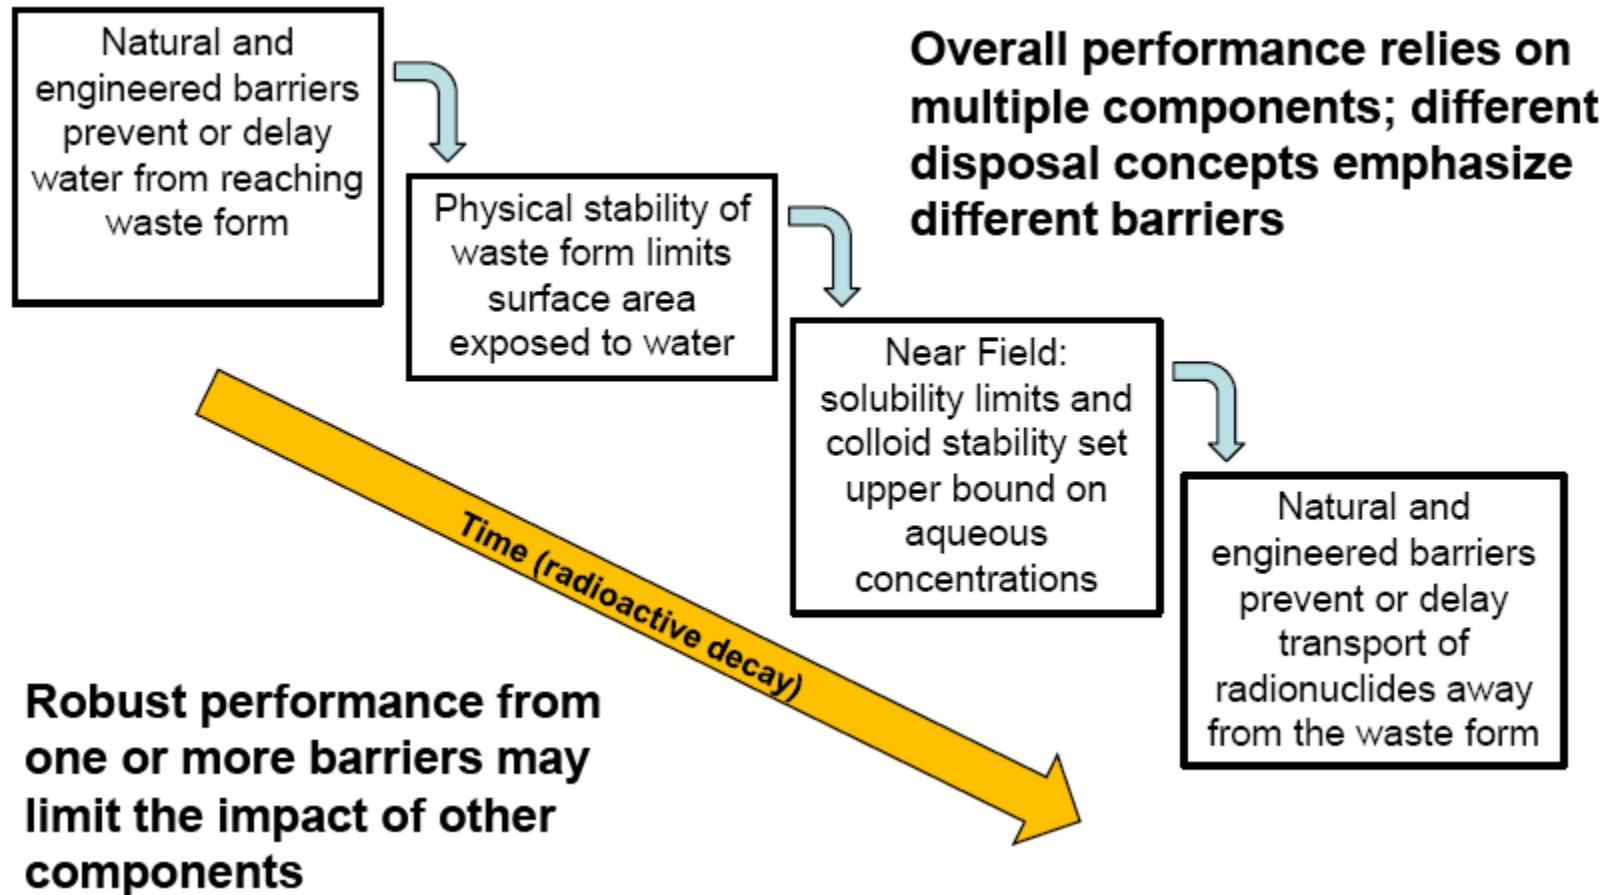 Natural and
engineered barriers
prevent or delay
water from reaching
waste form
Overall performance relies on
multiple components; different
disposal concepts emphasize
different barriers
Physical stability of
waste form limits
surface area
exposed to water
Near Field:
solubility limits and
colloid stability set
upper bound on
aqueous
concentrations
Natural and
engineered barriers
prevent or delay
transport of
radionuclides away
from the waste form
Time (radioactive decay)
Robust performance from
one or more barriers may
limit the impact of other
components